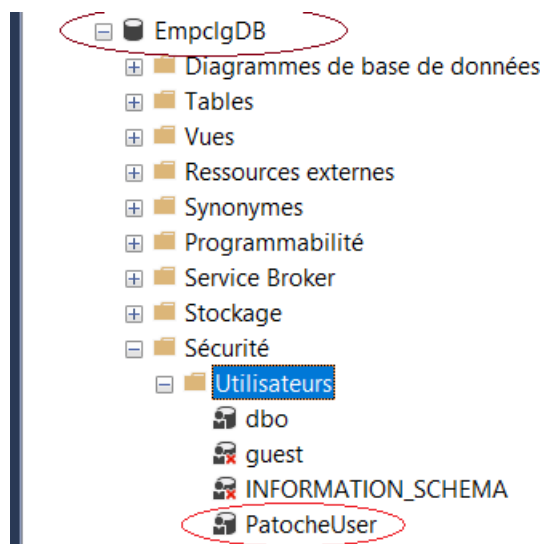 EmpclgDB
Diagrammes de base de données
Tables
Vues
Ressources externes
Synonymes
Programmabilité
Service Broker
Stockage
Sécurité
Utilisateurs
dbo
guest
INFORMATION_SCHEMA
PatocheUser